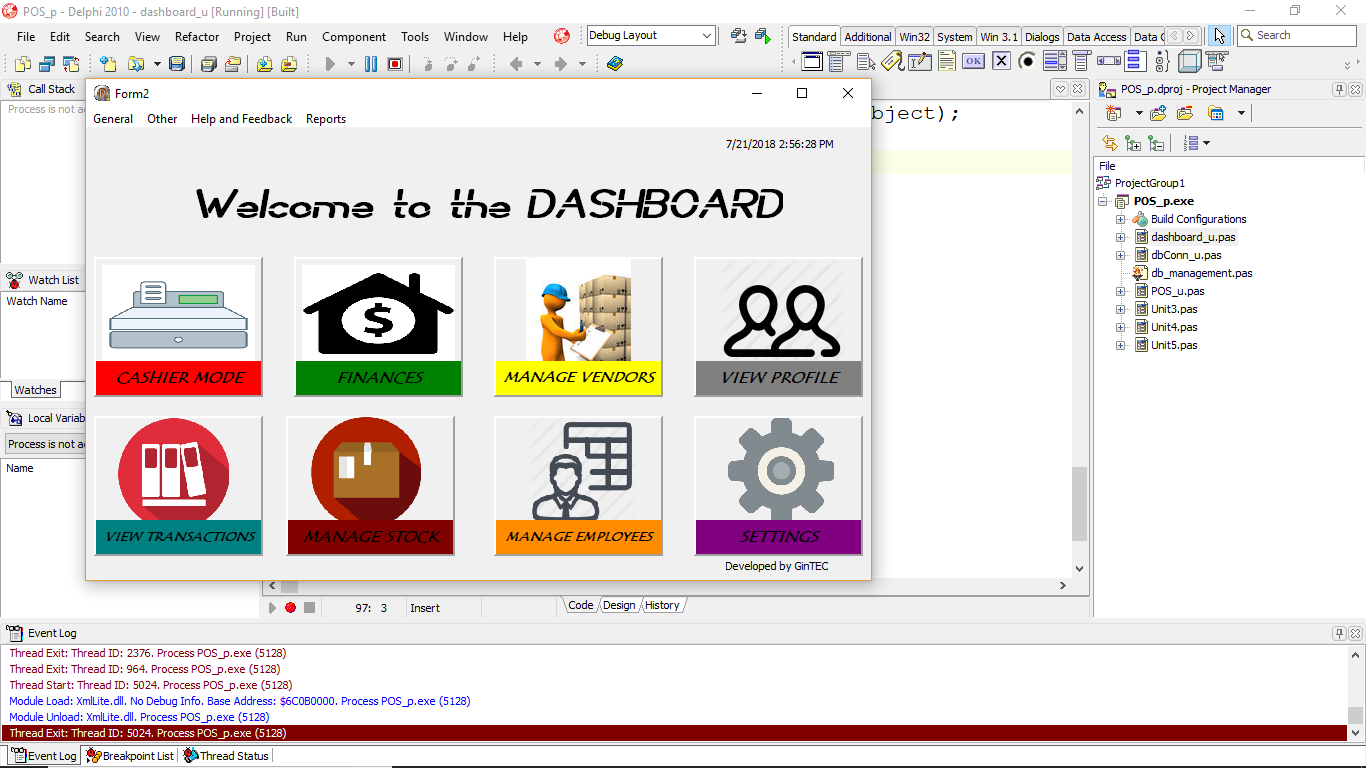 POS_p - Delphi 2010 - dashboard_u [Running] [Built]
File Edit Search View Refactor Project Run Component Tools Window Help
Debug Layout
Standard Additional Win32 System Win 3.1 Dialogs Data Access Data
Search
OK
Call Stack
Process is not a
Form2
General Other Help and Feedback Reports
7/21/2018 2:56:28 PM
Welcome to the DASHBOARD
CASHIER MODE
$
FINANCES
MANAGE VENDORS
VIEW PROFILE
VIEW TRANSACTIONS
MANAGE STOCK
MANAGE EMPLOYEES
SETTINGS
Developed by GinTEC
bject);
Watch List
Watch Name
Watches
Local Variab
Process is not a
Name
97: 3
Insert
Code Design History
POS_p.dproj - Project Manager
File
ProjectGroup1
POS_p.exe
Build Configurations
dashboard_u.pas
dbConn_u.pas
db_management.pas
POS_u.pas
Unit3.pas
Unit4.pas
Unit5.pas
Event Log
Thread Exit: Thread ID: 2376. Process POS_p.exe (5128)
Thread Exit: Thread ID: 964. Process POS_p.exe (5128)
Thread Start: Thread ID: 5024. Process POS_p.exe (5128)
Module Load: XmlLite.dll. No Debug Info. Base Address: $6C0B0000. Process POS_p.exe (5128)
Module Unload: XmlLite.dll. Process POS_p.exe (5128)
Thread Exit: Thread ID: 5024. Process POS_p.exe (5128)
Event Log Breakpoint List Thread Status